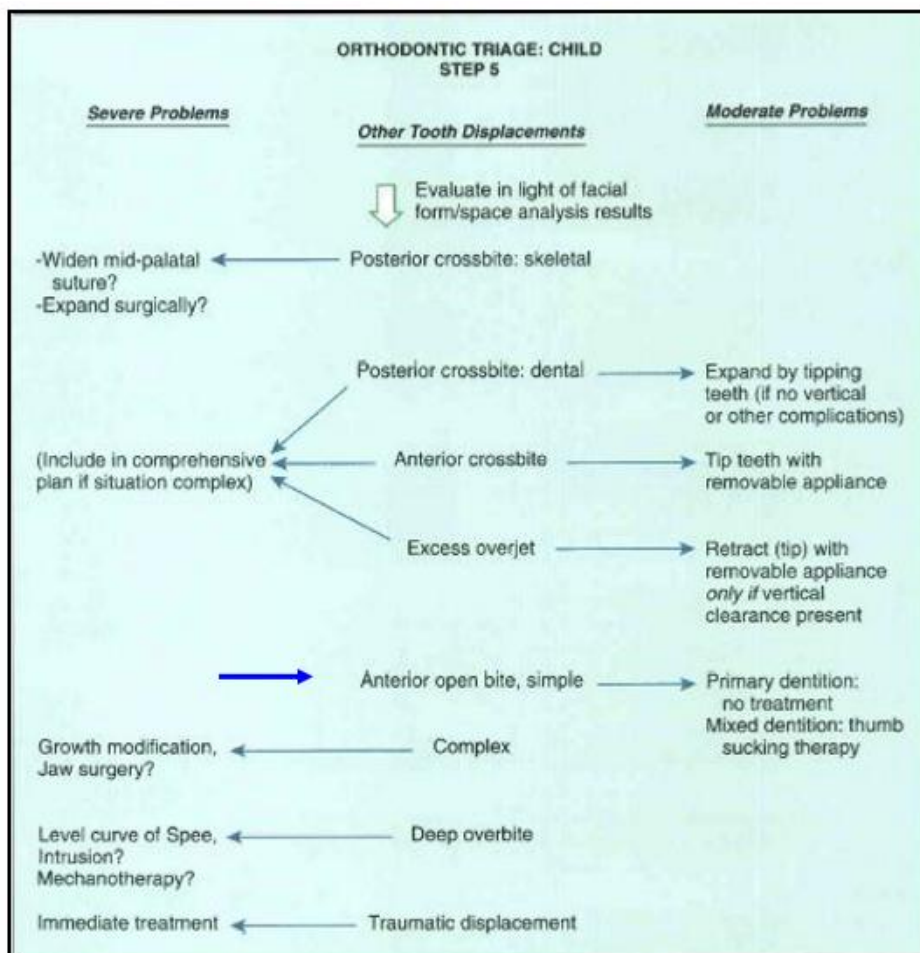 ORTHODONTIC TRIAGE: CHILD
STEP 5
Severe Problems
Other Tooth Displacements
Moderate Problems
Evaluate in light of facial
form/space analysis results
-Widen mid-palatal
suture?
-Expand surgically?
Posterior crossbite: skeletal
Posterior crossbite: dental
Expand by tipping
teeth (if no vertical
or other complications)
(Include in comprehensive
plan if situation complex)
Anterior crossbite
Tip teeth with
removable appliance
Excess overjet
Retract (tip) with
removable appliance
only if vertical
clearance present
Anterior open bite, simple
Primary dentition:
no treatment
Mixed dentition: thumb
sucking therapy
Growth modification,
Jaw surgery?
Complex
Level curve of Spee,
Intrusion?
Mechanotherapy?
Deep overbite
Immediate treatment
Traumatic displacement